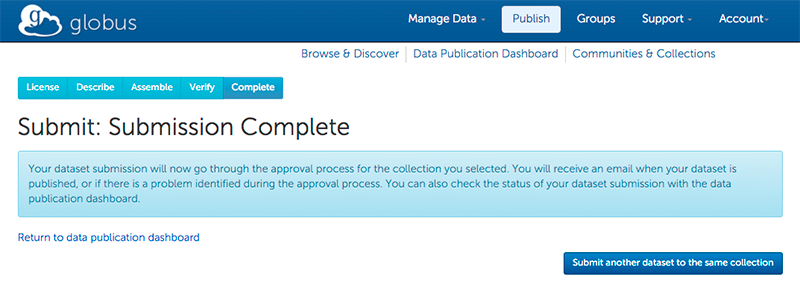 globus
Manage Data Publish Groups Support Account
Browse & Discover Data Publication Dashboard Communities & Collections
License Describe Assemble Verify Complete
Submit: Submission Complete
Your dataset submission will now go through the approval process for the collection you selected. You will receive an email when your dataset is
published, or if there is a problem identified during the approval process. You can also check the status of your dataset submission with the data
publication dashboard.
Return to data publication dashboard
Submit another dataset to the same collection